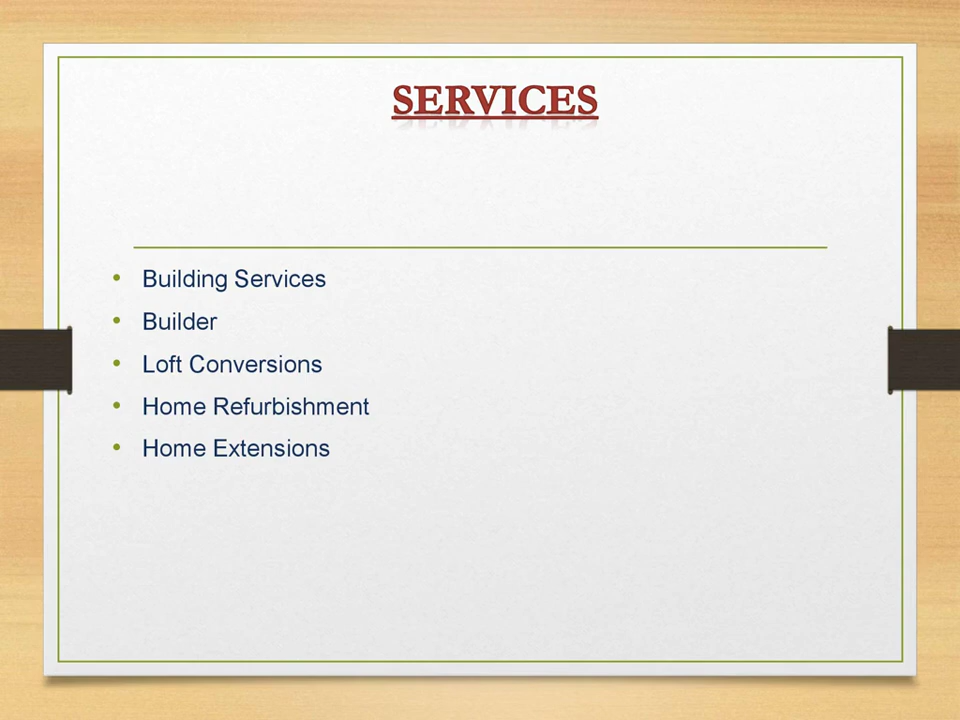 SERVICES
• Building Services
• Builder
• Loft Conversions
• Home Refurbishment
• Home Extensions